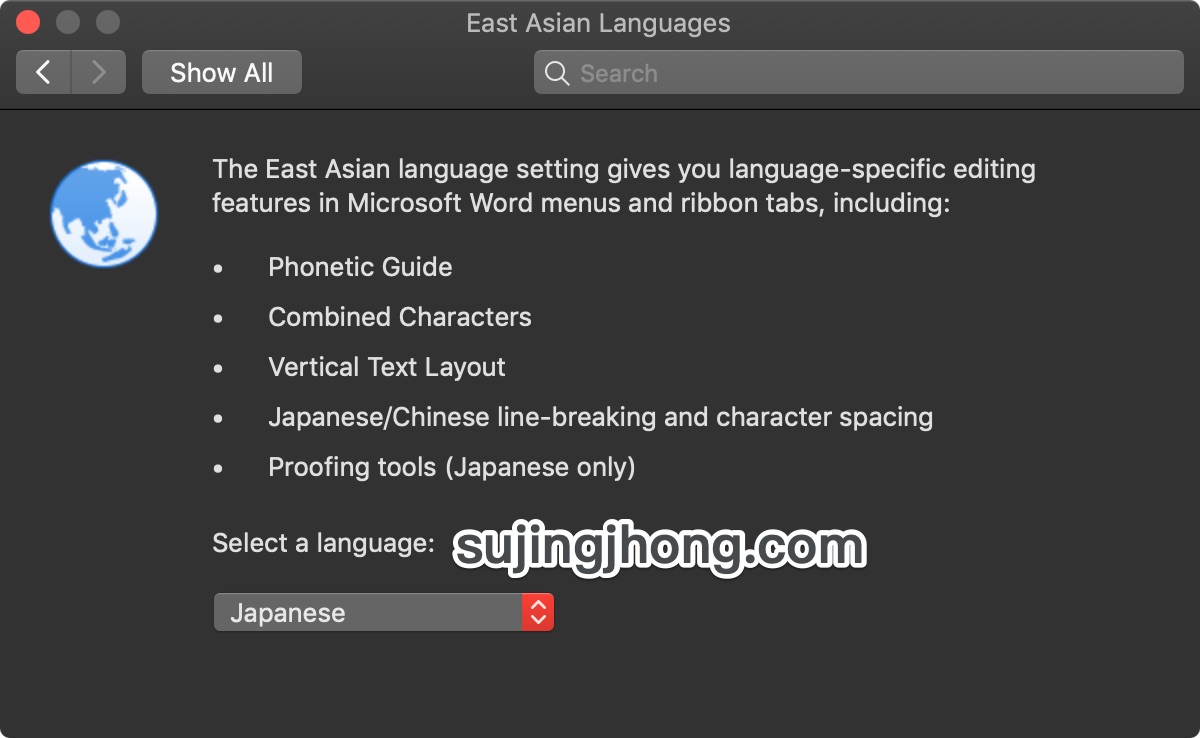 East Asian Languages
Show All
Search
The East Asian language setting gives you language-specific editing
features in Microsoft Word menus and ribbon tabs, including:
• Phonetic Guide
• Combined Characters
• Vertical Text Layout
• Japanese/Chinese line-breaking and character spacing
• Proofing tools (Japanese only)
Select a language:
sujingjhong.com
Japanese